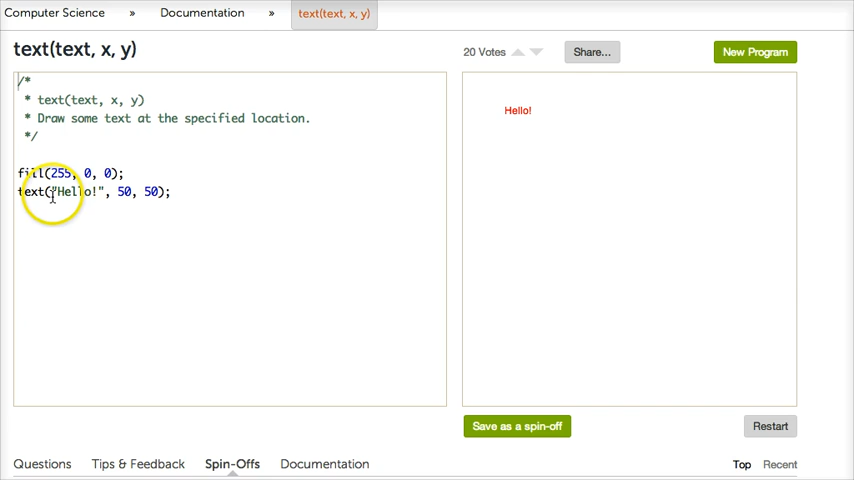 Computer Science » Documentation » text(text, x, y)
text(text, x, y)
20 Votes
Share...
New Program
/*
* text(text, x, y)
* Draw some text at the specified location.
*/
fill(255, 0, 0);
text("Hello!", 50, 50);
Hello!
Save as a spin-off
Restart
Questions Tips & Feedback Spin-Offs Documentation
Top Recent